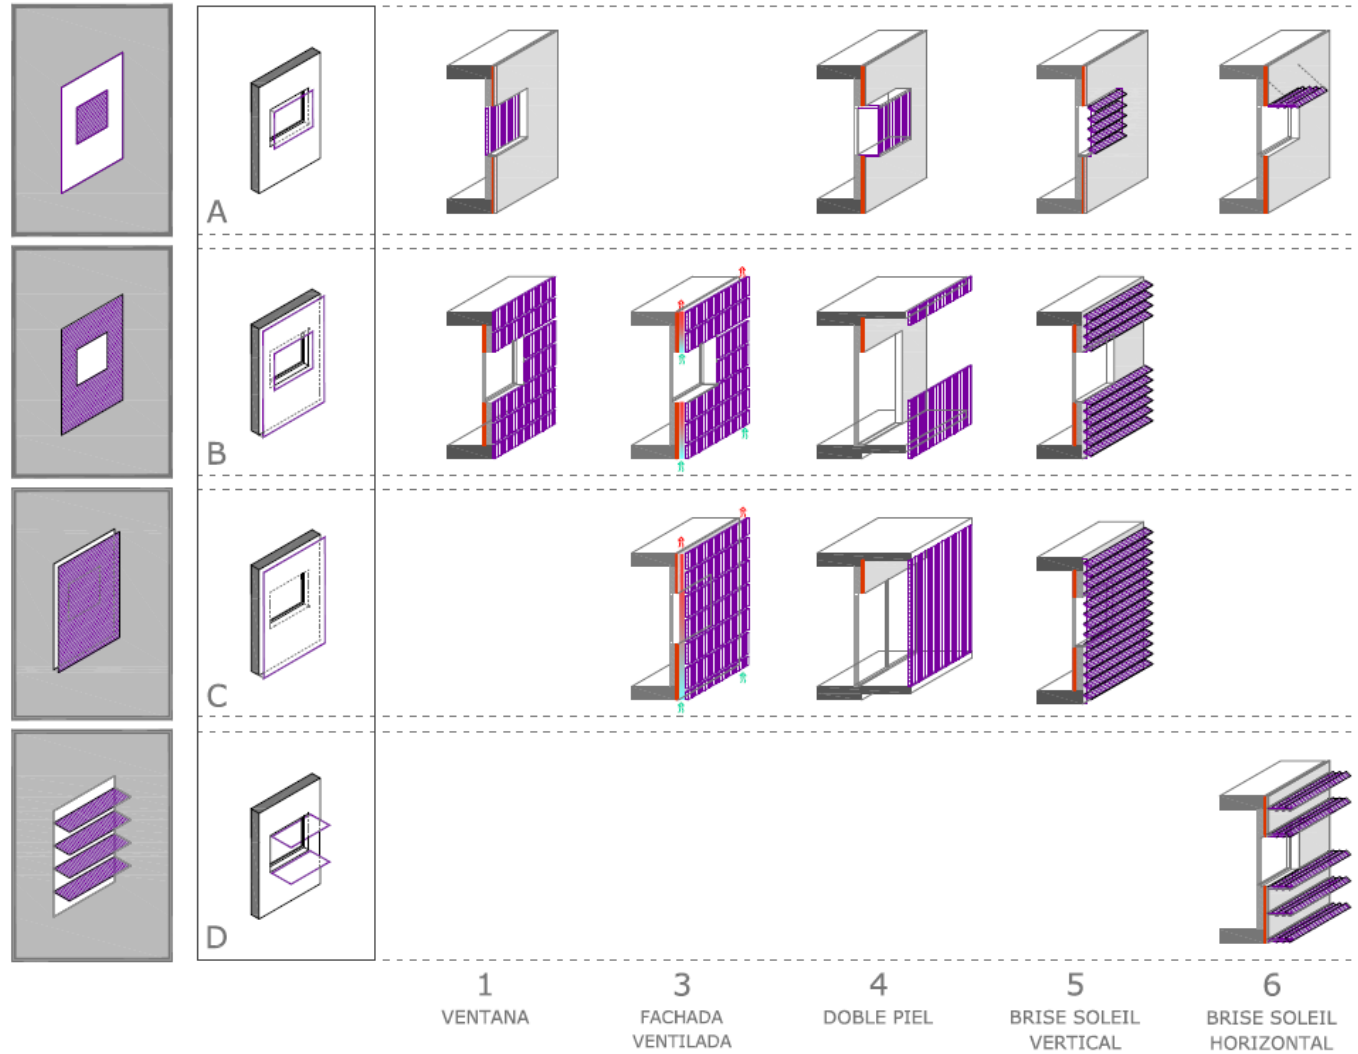 A
B
C
D
1
VENTANA
3
FACHADA
VENTILADA
4
DOBLE PIEL
5
BRISE SOLEIL
VERTICAL
6
BRISE SOLEIL
HORIZONTAL